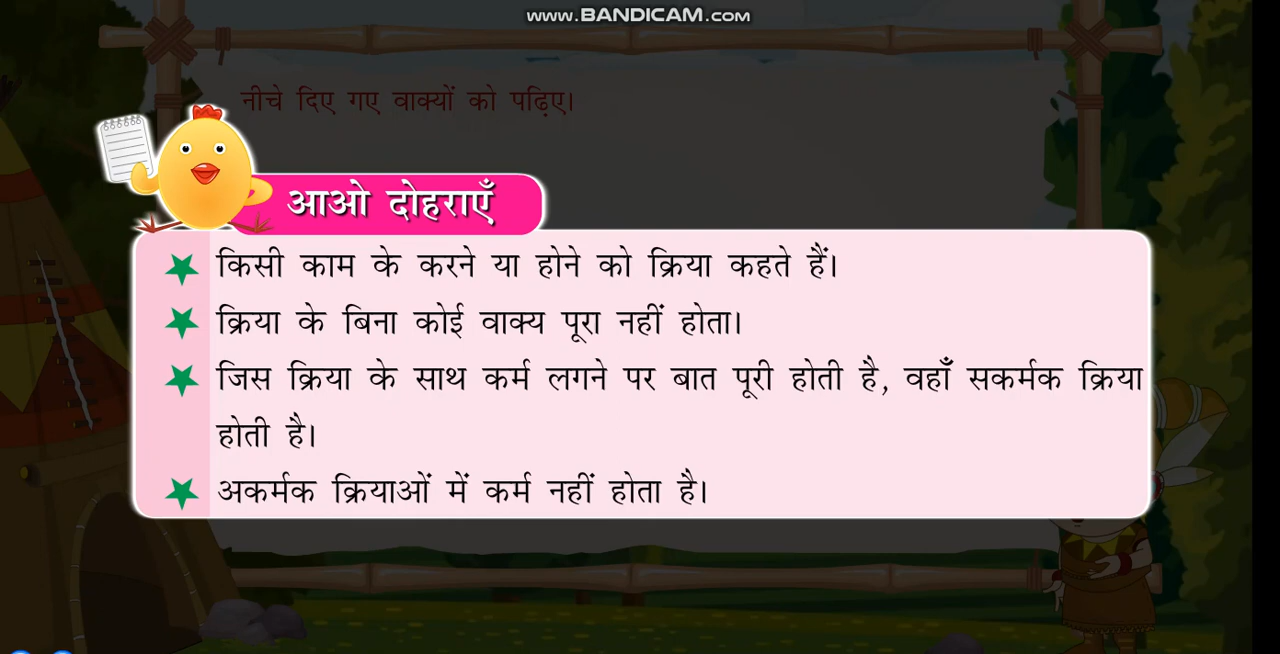 www.BANDICAM.com
नीचे दिए गए वाक्यों को पढ़िए।
आओ दोहराएँ
किसी काम के करने या होने को क्रिया कहते हैं।
क्रिया के बिना कोई वाक्य पूरा नहीं होता।
जिस क्रिया के साथ कर्म लगने पर बात पूरी होती है, वहाँ सकर्मक क्रिया
होती है।
अकर्मक क्रियाओं में कर्म नहीं होता है।